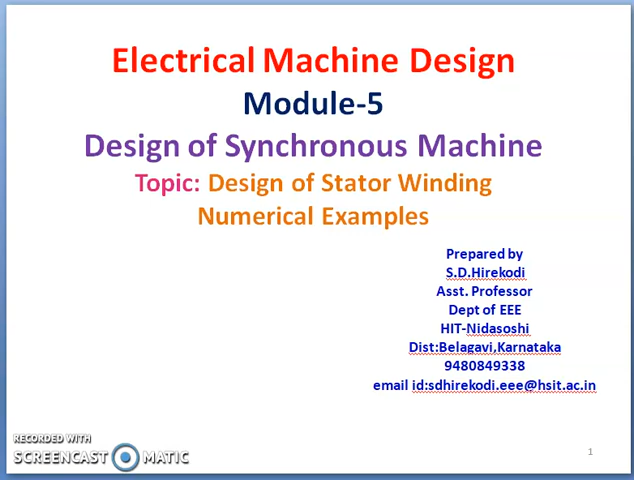 Electrical Machine Design
Module-5
Design of Synchronous Machine
Topic: Design of Stator Winding
Numerical Examples
Prepared by
S.D.Hirekodi
Asst. Professor
Dept of EEE
HIT-Nidasoshi
Dist:Belagavi,Karnataka
9480849338
email id:sdhirekodi.eee@hsit.ac.in
RECORDED WITH
SCREENCAST MATIC
1